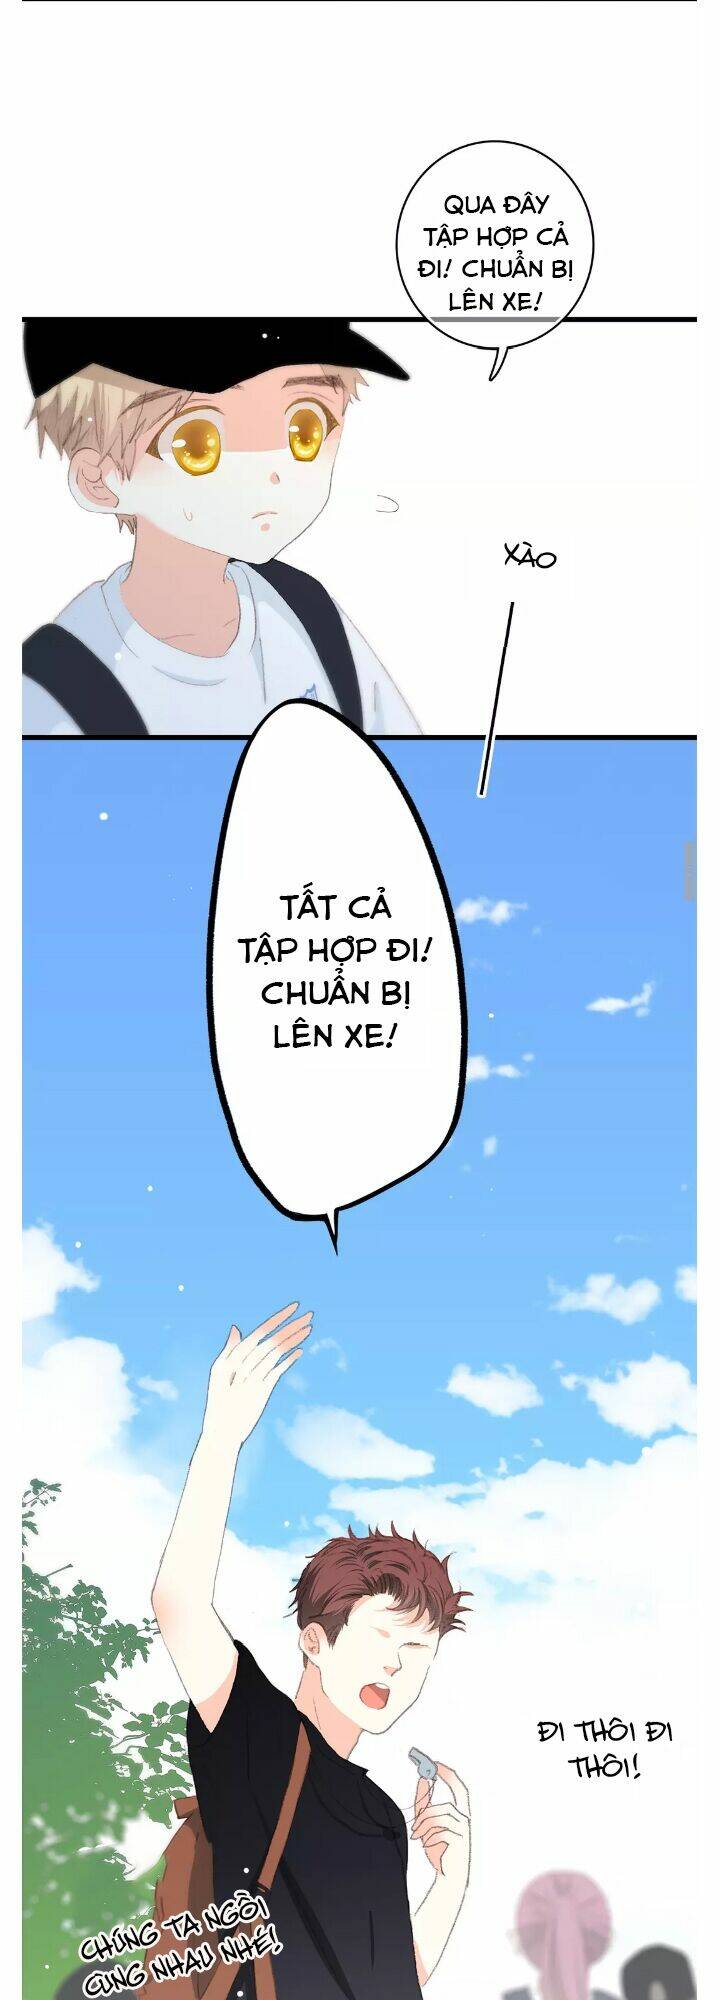 QUA ĐÂY
TẬP HỢP CẢ
ĐI! CHUẨN BỊ
LÊN XE!
XÀO
TẤT CẢ
TẬP HỢP ĐI!
CHUẨN BỊ
LÊN XE!
ĐI THÔI ĐI
THÔI!
CHÚNG TA NGỒI
CÙNG NHAU NHÉ!